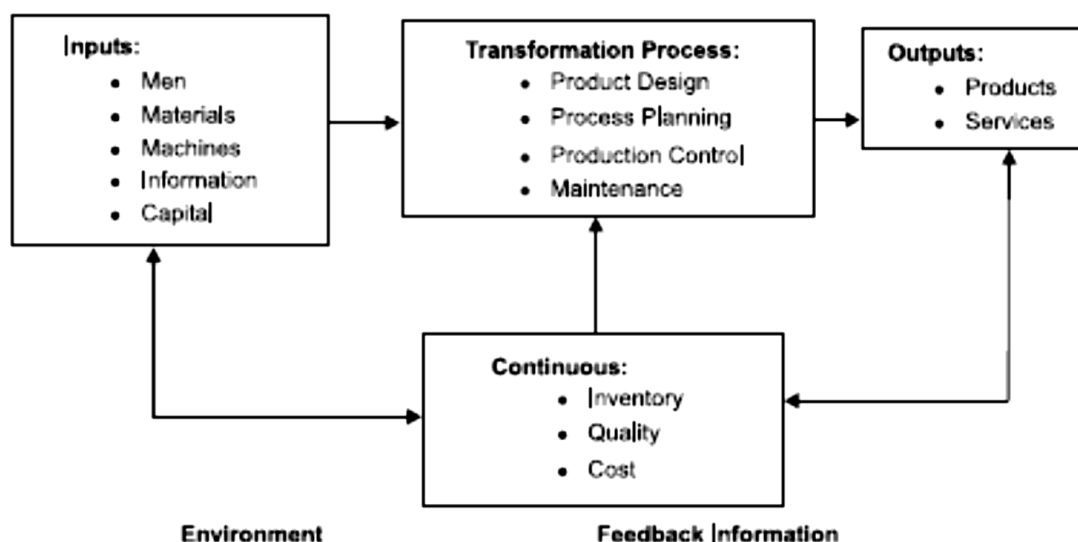 Inputs:
• Men
• Materials
• Machines
• Information
• Capital
Transformation Process:
• Product Design
• Process Planning
• Production Control
• Maintenance
Outputs:
• Products
• Services
Continuous:
• Inventory
• Quality
• Cost
Environment
Feedback Information